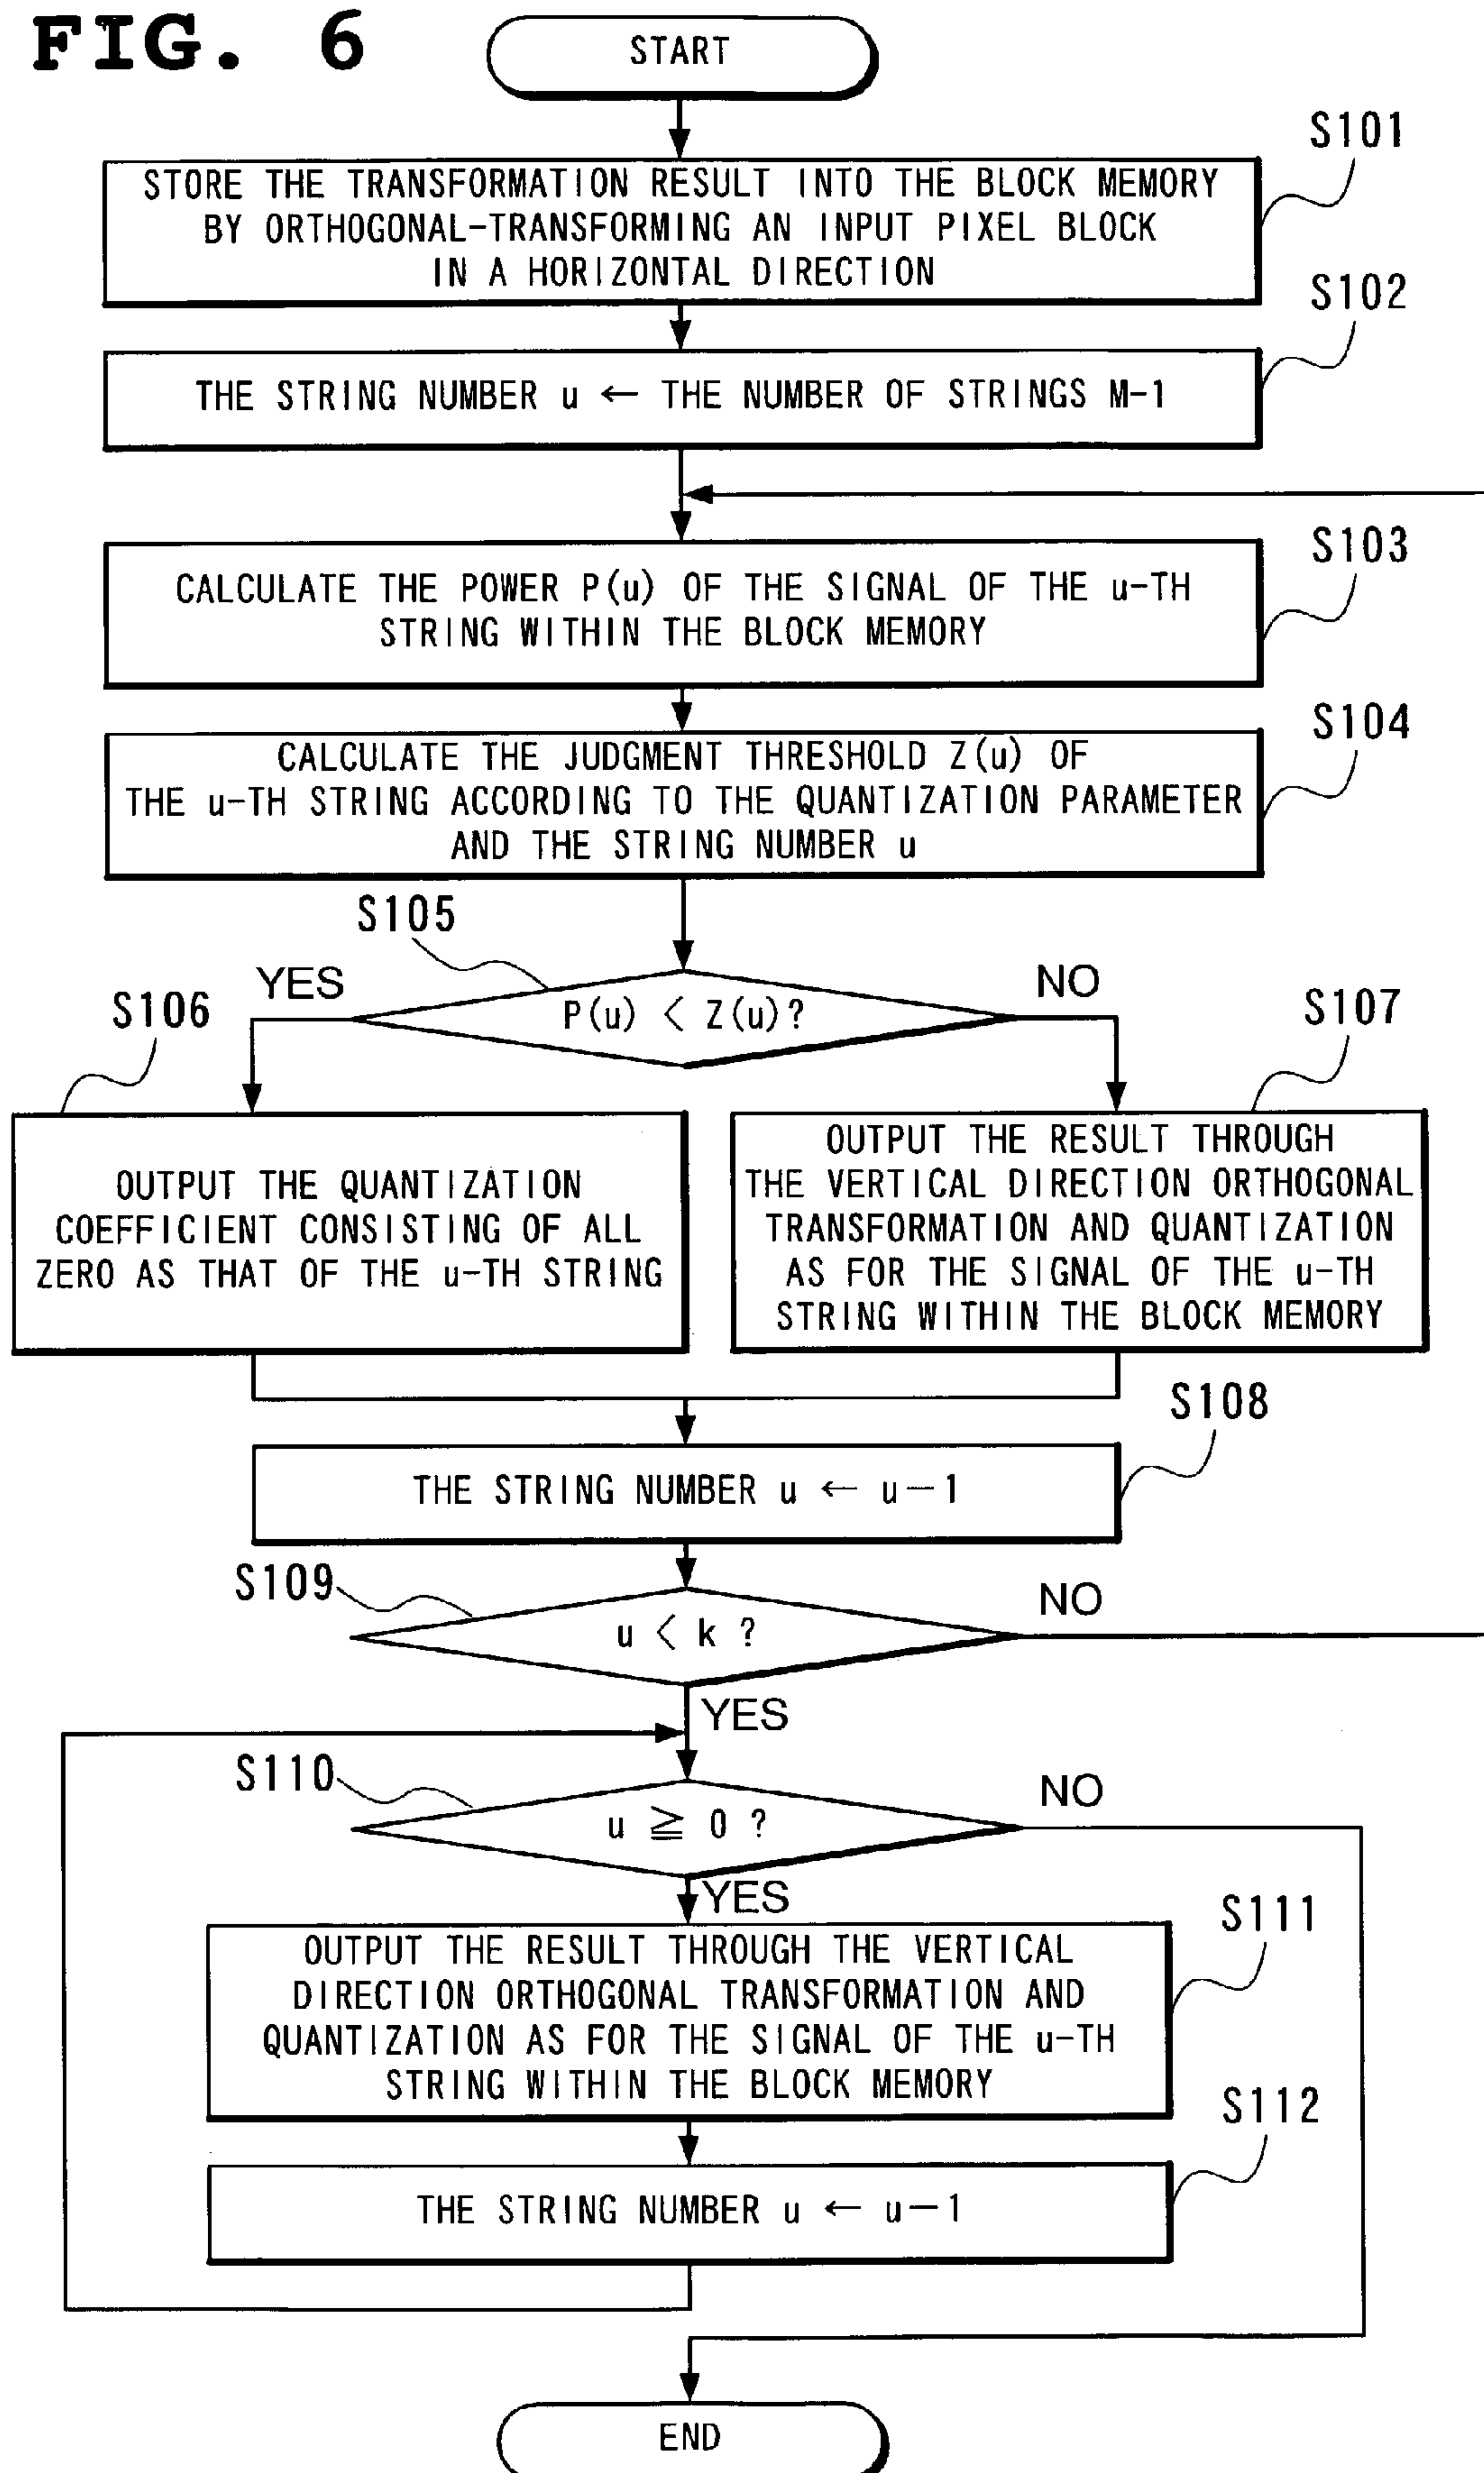 FIG. 6
START
S101
STORE THE TRANSFORMATION RESULT INTO THE BLOCK MEMORY
BY ORTHOGONAL-TRANSFORMING AN INPUT PIXEL BLOCK
IN A HORIZONTAL DIRECTION
S102
THE STRING NUMBER u ← THE NUMBER OF STRINGS M-1
S103
CALCULATE THE POWER P(u) OF THE SIGNAL OF THE u-TH
STRING WITHIN THE BLOCK MEMORY
S104
CALCULATE THE JUDGMENT THRESHOLD Z(u) OF
THE u-TH STRING ACCORDING TO THE QUANTIZATION PARAMETER
AND THE STRING NUMBER u
S105
YES
NO
P(u) < Z(u)?
S106
S107
OUTPUT THE QUANTIZATION
COEFFICIENT CONSISTING OF ALL
ZERO AS THAT OF THE u-TH STRING
OUTPUT THE RESULT THROUGH
THE VERTICAL DIRECTION ORTHOGONAL
TRANSFORMATION AND QUANTIZATION
AS FOR THE SIGNAL OF THE u-TH
STRING WITHIN THE BLOCK MEMORY
S108
THE STRING NUMBER u ← u-1
S109
NO
u < k ?
YES
S110
NO
u ≧ 0 ?
YES
S111
OUTPUT THE RESULT THROUGH THE VERTICAL
DIRECTION ORTHOGONAL TRANSFORMATION AND
QUANTIZATION AS FOR THE SIGNAL OF THE u-TH
STRING WITHIN THE BLOCK MEMORY
S112
THE STRING NUMBER u ← u-1
END